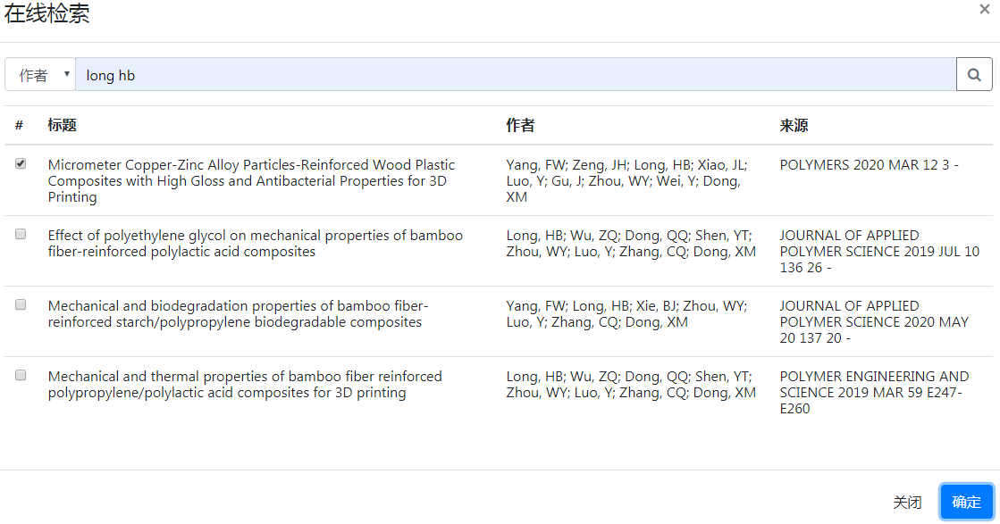 在线检索
×
作者
long hb
# 标题 作者 来源
Micrometer Copper-Zinc Alloy Particles-Reinforced Wood Plastic
Composites with High Gloss and Antibacterial Properties for 3D
Printing
Yang, FW; Zeng, JH; Long, HB; Xiao, JL;
Luo, Y; Gu, J; Zhou, WY; Wei, Y; Dong,
XM
POLYMERS 2020 MAR 12 3 -
Effect of polyethylene glycol on mechanical properties of bamboo
fiber-reinforced polylactic acid composites
Long, HB; Wu, ZQ; Dong, QQ; Shen, YT;
Zhou, WY; Luo, Y; Zhang, CQ; Dong, XM
JOURNAL OF APPLIED
POLYMER SCIENCE 2019 JUL 10
136 26 -
Mechanical and biodegradation properties of bamboo fiber-
reinforced starch/polypropylene biodegradable composites
Yang, FW; Long, HB; Xie, BJ; Zhou, WY;
Luo, Y; Zhang, CQ; Dong, XM
JOURNAL OF APPLIED
POLYMER SCIENCE 2020 MAY
20 137 20 -
Mechanical and thermal properties of bamboo fiber reinforced
polypropylene/polylactic acid composites for 3D printing
Long, HB; Wu, ZQ; Dong, QQ; Shen, YT;
Zhou, WY; Luo, Y; Zhang, CQ; Dong, XM
POLYMER ENGINEERING AND
SCIENCE 2019 MAR 59 E247-
E260
关闭
确定